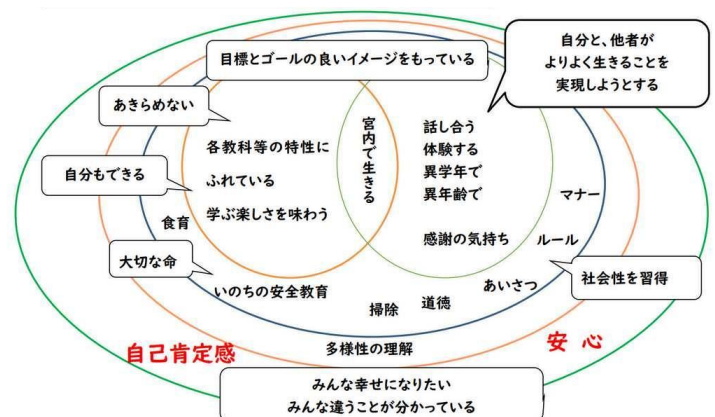 目標とゴールの良いイメージをもっている
自分と、他者が
よりよく生きることを
実現しようとする
あきらめない
各教科等の特性に
ふれている
学ぶ楽しさを味わう
宮内で生きる
話し合う
体験する
異学年で
異年齢で
自分もできる
食育
マナー
感謝の気持ち
ルール
大切な命
いのちの安全教育
あいさつ
社会性を習得
掃除
道徳
自己肯定感
多様性の理解
安心
みんな幸せになりたい
みんな違うことが分かっている